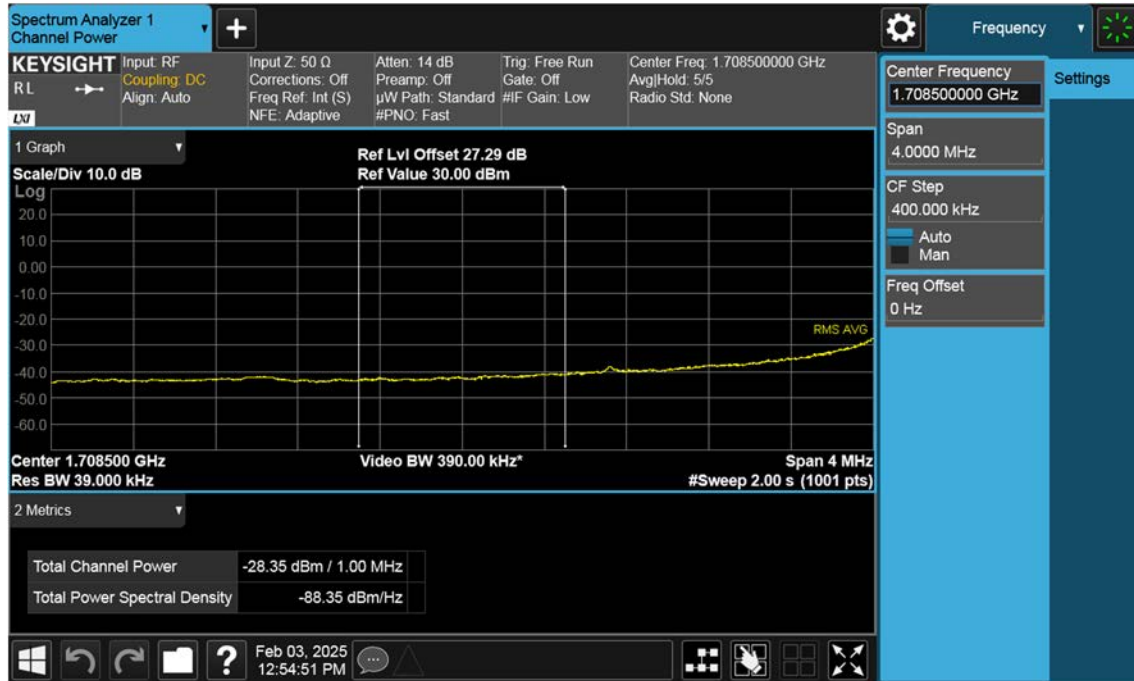 Spectrum Analyzer 1
Channel Power
+
Frequency
KEYSIGHT
RL
LXI
Input: RF
Coupling: DC
Align: Auto
Input Z: 50 Ω
Corrections: Off
Freq Ref: Int (S)
NFE: Adaptive
Atten: 14 dB
Preamp: Off
µW Path: Standard
#PNO: Fast
Trig: Free Run
Gate: Off
#IF Gain: Low
Center Freq: 1.708500000 GHz
Avg|Hold: 5/5
Radio Std: None
Center Frequency
1.708500000 GHz
Settings
Span
4.0000 MHz
CF Step
400.000 kHz
Auto
Man
Freq Offset
0 Hz
1 Graph
Scale/Div 10.0 dB
Ref Lvl Offset 27.29 dB
Ref Value 30.00 dBm
Log
20.0
10.0
0.00
-10.0
-20.0
-30.0
-40.0
-50.0
-60.0
RMS AVG
Center 1.708500 GHz
Video BW 390.00 kHz*
Span 4 MHz
Res BW 39.000 kHz
#Sweep 2.00 s (1001 pts)
2 Metrics
Total Channel Power -28.35 dBm / 1.00 MHz
Total Power Spectral Density -88.35 dBm/Hz
?
Feb 03, 2025
12:54:51 PM